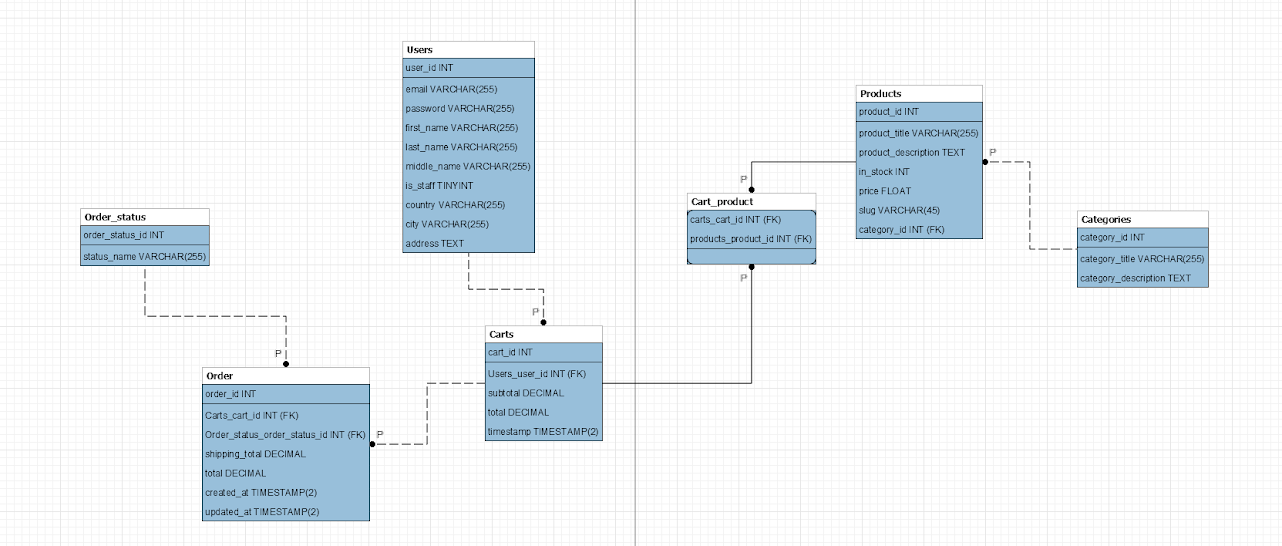 Users
user_id INT
email VARCHAR(255)
password VARCHAR(255)
first_name VARCHAR(255)
last_name VARCHAR(255)
middle_name VARCHAR(255)
is_staff TINYINT
country VARCHAR(255)
city VARCHAR(255)
address TEXT
Products
product_id INT
product_title VARCHAR(255)
product_description TEXT
in_stock INT
price FLOAT
slug VARCHAR(45)
category_id INT (FK)
P
P
Cart_product
carts_cart_id INT (FK)
products_product_id INT (FK)
P
Categories
category_id INT
category_title VARCHAR(255)
category_description TEXT
Order_status
order_status_id INT
status_name VARCHAR(255)
P
Carts
cart_id INT
Users_user_id INT (FK)
subtotal DECIMAL
total DECIMAL
timestamp TIMESTAMP(2)
P
Order
order_id INT
Carts_cart_id INT (FK)
Order_status_order_status_id INT (FK)
shipping_total DECIMAL
total DECIMAL
created_at TIMESTAMP(2)
updated_at TIMESTAMP(2)
P